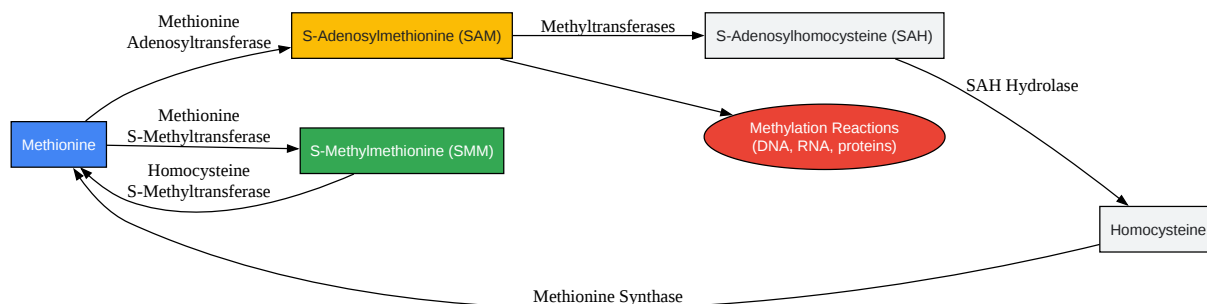 Methionine
Adenosyltransferase
S-Adenosylmethionine (SAM)
Methyltransferases
S-Adenosylhomocysteine (SAH)
SAH Hydrolase
Methionine
Methionine
S-Methyltransferase
S-Methylmethionine (SMM)
Homocysteine
S-Methyltransferase
Methylation Reactions
(DNA, RNA, proteins)
Homocysteine
Methionine Synthase